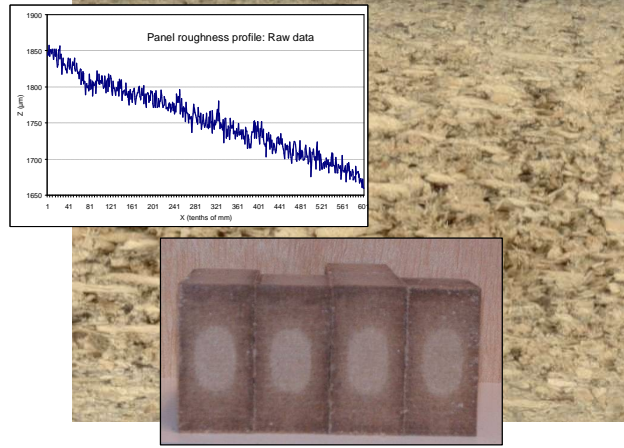 Panel roughness profile: Raw data
1900
1850
1800
1750
1700
1650
Z (µm)
1 41 81 121 161 201 241 281 321 361 401 441 481 521 561 601
X (tenths of mm)